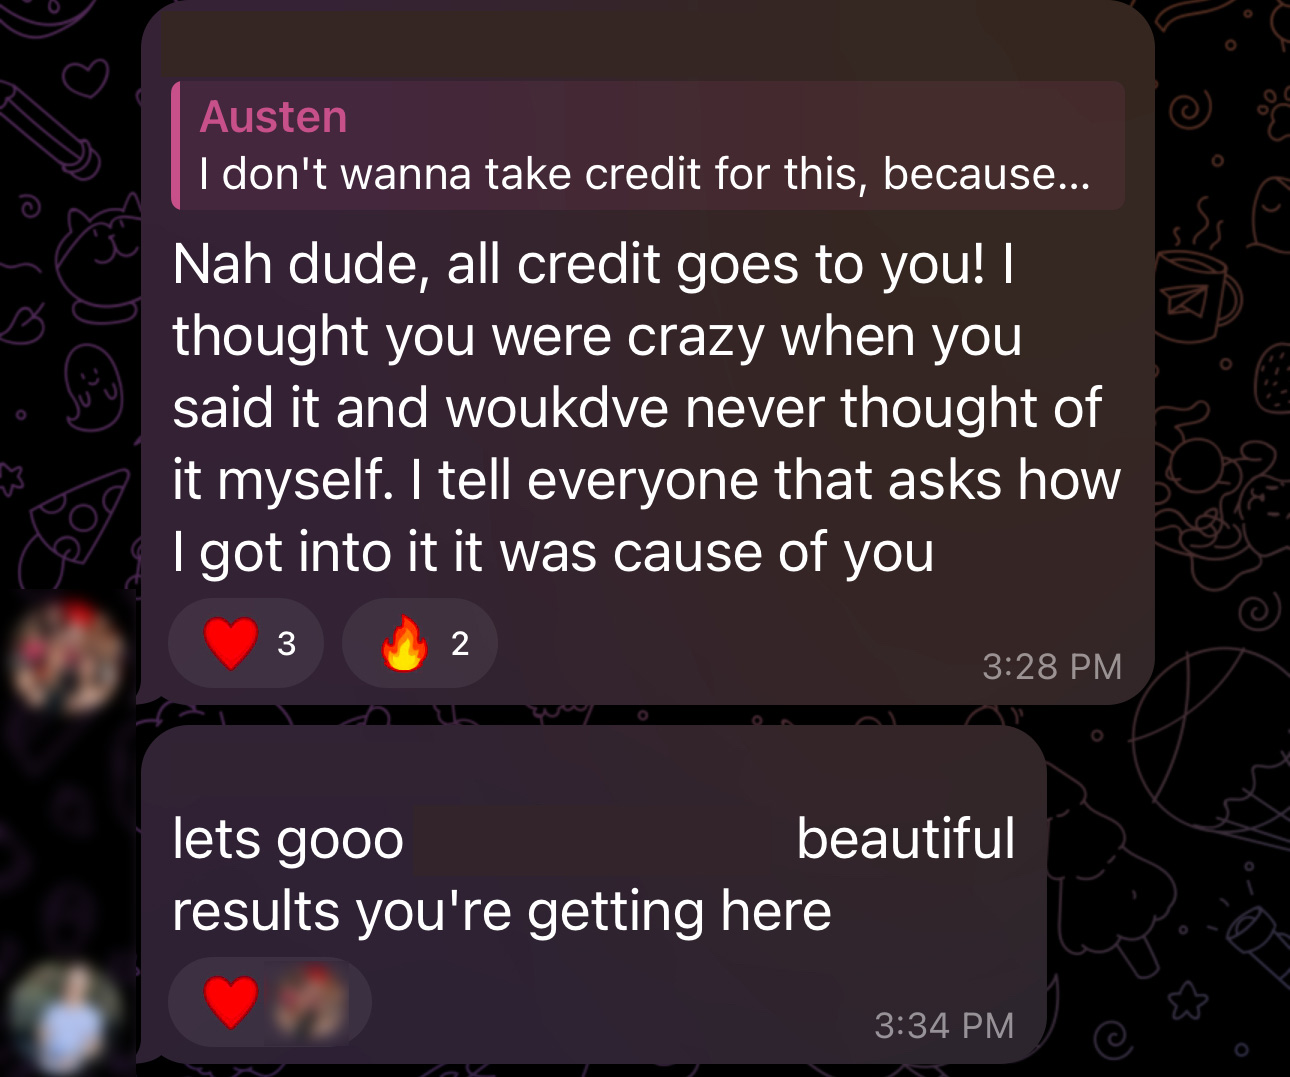 Austen
I don't wanna take credit for this, because...
Nah dude, all credit goes to you! I
thought you were crazy when you
said it and woukdve never thought of
it myself. I tell everyone that asks how
I got into it it was cause of you
❤️ 3 🔥 2
3:28 PM
lets gooo beautiful
results you're getting here
❤️
3:34 PM